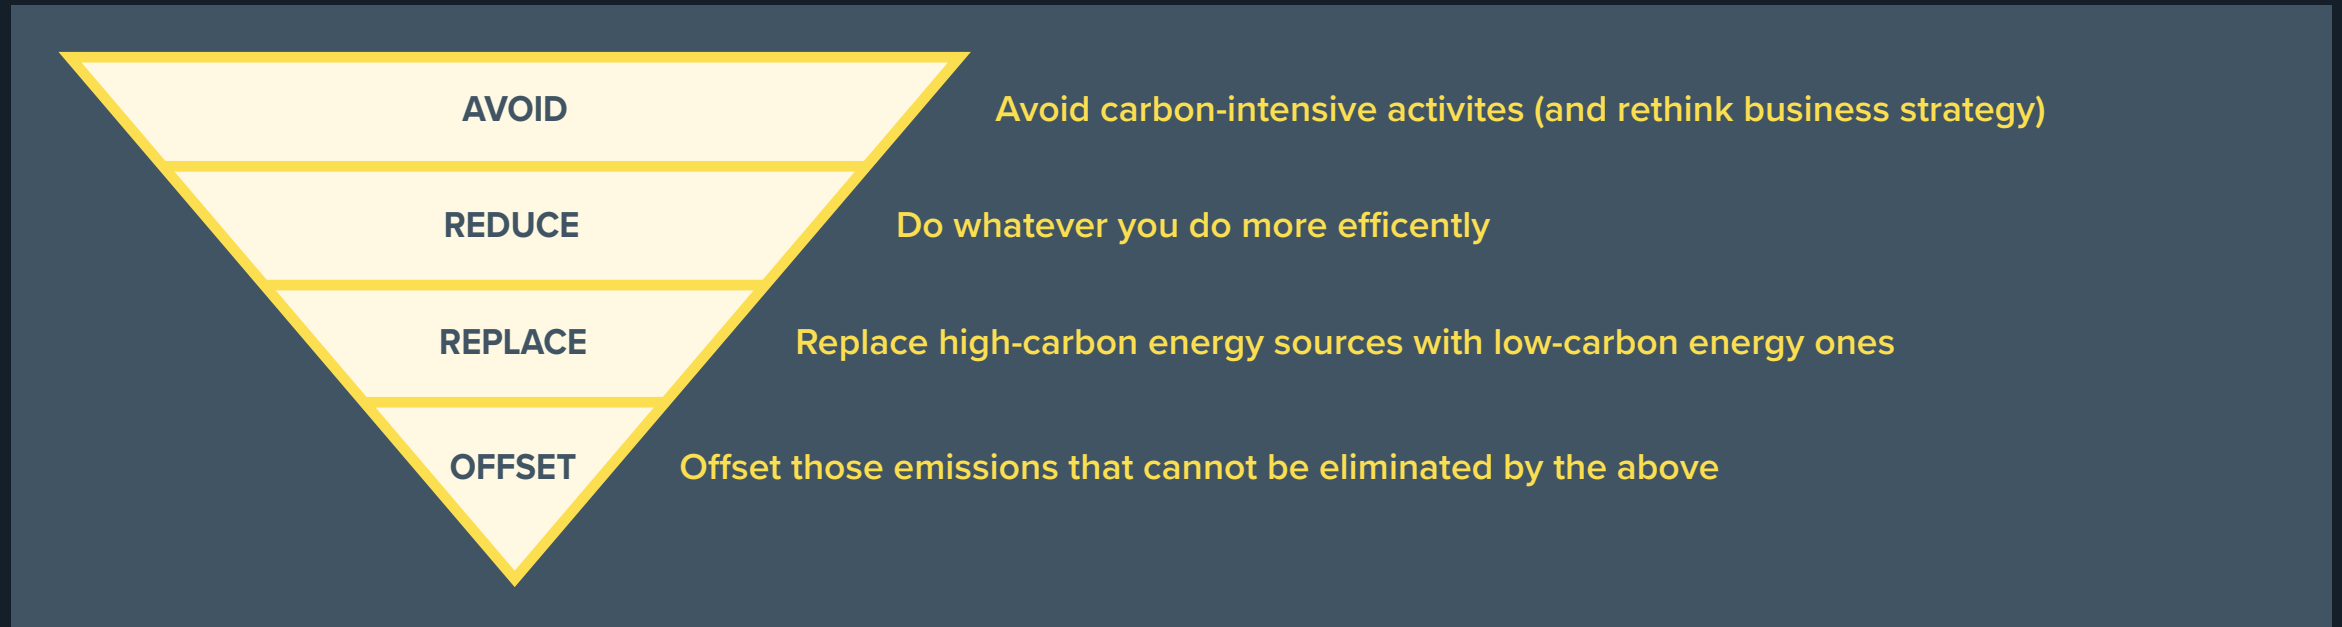 AVOID
Avoid carbon-intensive activites (and rethink business strategy)
REDUCE
Do whatever you do more efficently
REPLACE
Replace high-carbon energy sources with low-carbon energy ones
OFFSET
Offset those emissions that cannot be eliminated by the above